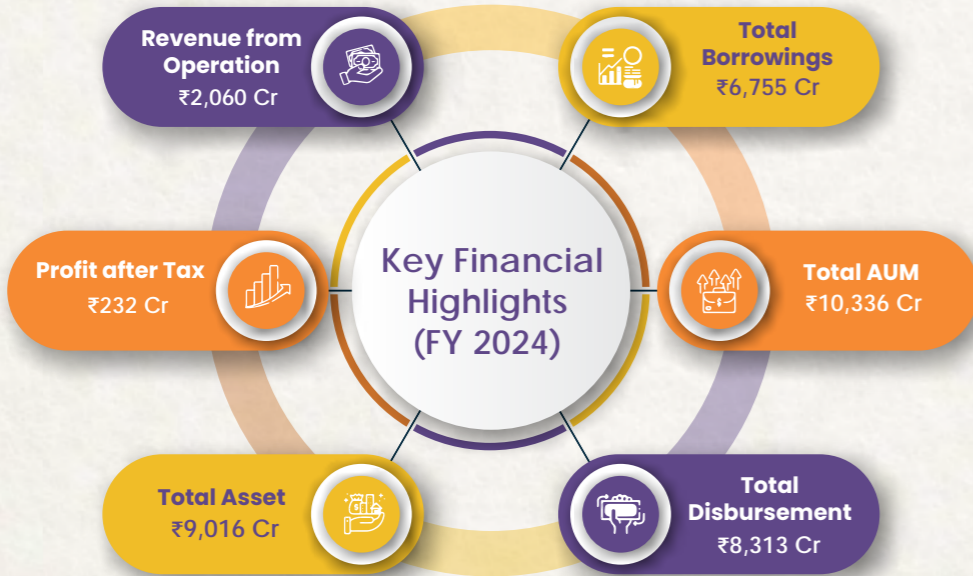 Revenue from
Operation
₹2,060 Cr
Total
Borrowings
₹6,755 Cr
Profit after Tax
₹232 Cr
Key Financial
Highlights
(FY 2024)
Total AUM
₹10,336 Cr
Total Asset
₹9,016 Cr
Total
Disbursement
₹8,313 Cr